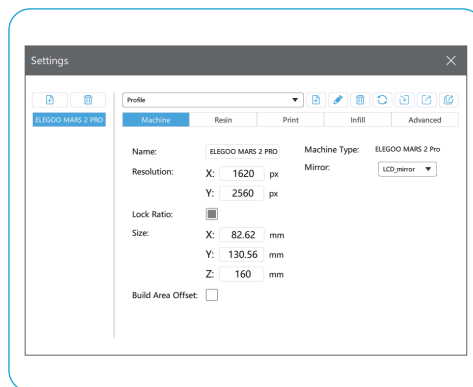 Settings
Profile
ELEGOO MARS 2 PRO
Machine Resin Print Infill Advanced
Name: ELEGOO MARS 2 PRO Machine Type: ELEGOO MARS 2 Pro
Resolution: X: 1620 px Mirror: LCD_mirror
Y: 2560 px
Lock Ratio:
Size: X: 82.62 mm
Y: 130.56 mm
Z: 160 mm
Build Area Offset: